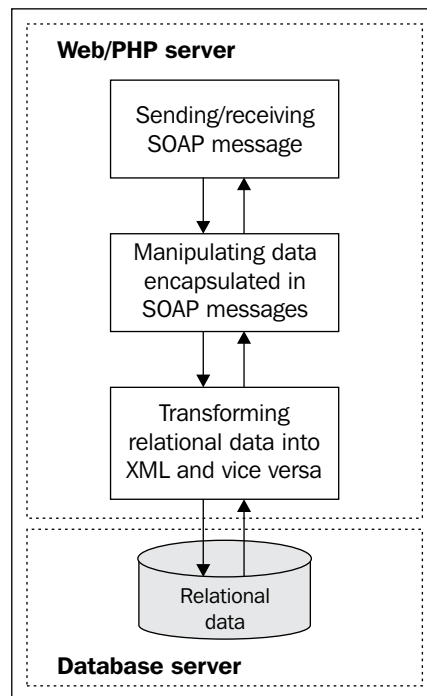 Web/PHP server
Sending/receiving
SOAP message
Manipulating data
encapsulated in
SOAP messages
Transforming
relational data into
XML and vice versa
Relational
data
Database server